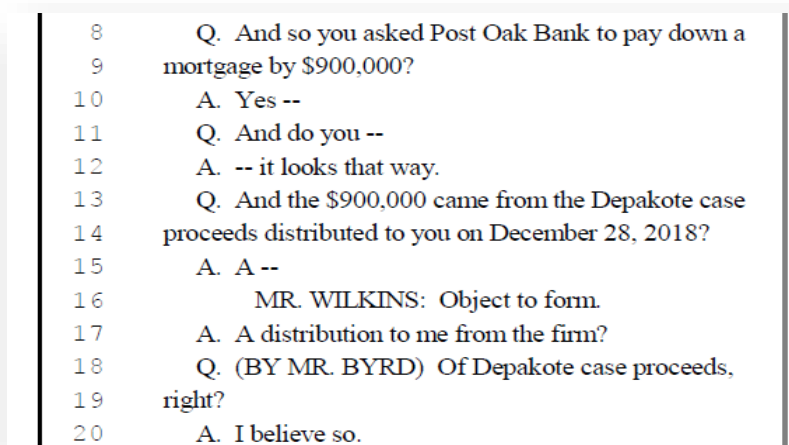 8 Q. And so you asked Post Oak Bank to pay down a
9 mortgage by $900,000?
10 A. Yes --
11 Q. And do you --
12 A. -- it looks that way.
13 Q. And the $900,000 came from the Depakote case
14 proceeds distributed to you on December 28, 2018?
15 A. A --
16 MR. WILKINS: Object to form.
17 A. A distribution to me from the firm?
18 Q. (BY MR. BYRD) Of Depakote case proceeds,
19 right?
20 A. I believe so.